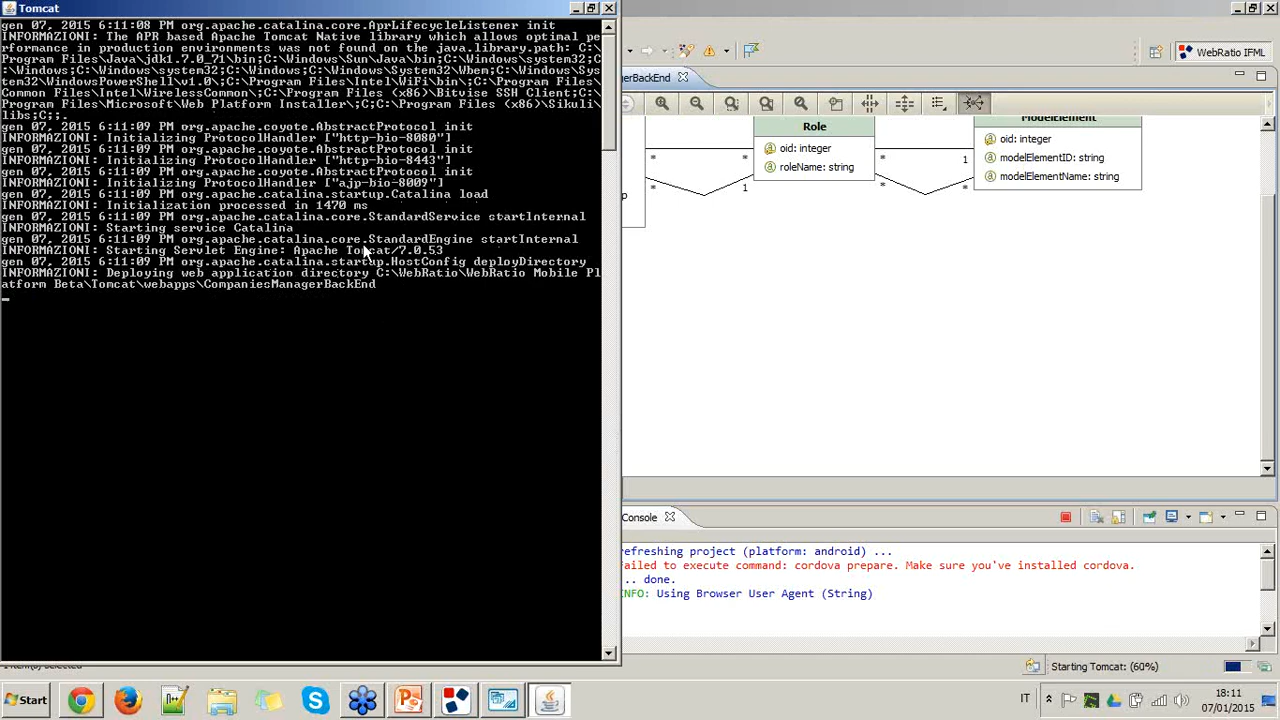 Tomcat
gen 07, 2015 6:11:08 PM org.apache.catalina.core.AprLifecycleListener init
INFORMAZIONI: The APR based Apache Tomcat Native library which allows optimal pe
rformance in production environments was not found on the java.library.path: C:\
Program Files\Java\jdk1.7.0_71\bin;C:\Windows\Sun\Java\bin;C:\Windows\system32;C
:\Windows;C:\Windows\system32;C:\Windows;C:\Windows\System32\Wbem;C:\Windows\Sys
tem32\WindowsPowerShell\v1.0\;C:\Program Files\Intel\WiFi\bin\;C:\Program Files\
Common Files\Intel\WirelessCommon\;C:\Program Files (x86)\Bitvise SSH Client;C:\
Program Files\Microsoft\Web Platform Installer\;C;C:\Program Files (x86)\Sikuli\
libs;C;;.
gen 07, 2015 6:11:09 PM org.apache.coyote.AbstractProtocol init
INFORMAZIONI: Initializing ProtocolHandler ["http-bio-8080"]
gen 07, 2015 6:11:09 PM org.apache.coyote.AbstractProtocol init
INFORMAZIONI: Initializing ProtocolHandler ["http-bio-8443"]
gen 07, 2015 6:11:09 PM org.apache.coyote.AbstractProtocol init
INFORMAZIONI: Initializing ProtocolHandler ["ajp-bio-8009"]
gen 07, 2015 6:11:09 PM org.apache.catalina.startup.Catalina load
INFORMAZIONI: Initialization processed in 1470 ms
gen 07, 2015 6:11:09 PM org.apache.catalina.core.StandardService startInternal
INFORMAZIONI: Starting service Catalina
gen 07, 2015 6:11:09 PM org.apache.catalina.core.StandardEngine startInternal
INFORMAZIONI: Starting Servlet Engine: Apache Tomcat/7.0.53
gen 07, 2015 6:11:09 PM org.apache.catalina.startup.HostConfig deployDirectory
INFORMAZIONI: Deploying web application directory C:\WebRatio\WebRatio Mobile Pl
atform Beta\Tomcat\webapps\CompaniesManagerBackEnd
WebRatio IFML
gerBackEnd
Role
oid: integer
roleName: string
ModelElement
oid: integer
modelElementID: string
modelElementName: string
* * * 1
* 1 * *
p
Console
refreshing project (platform: android) ...
ailed to execute command: cordova prepare. Make sure you've installed cordova.
.. done.
NFO: Using Browser User Agent (String)
Starting Tomcat: (60%)
Start
IT
18:11
07/01/2015